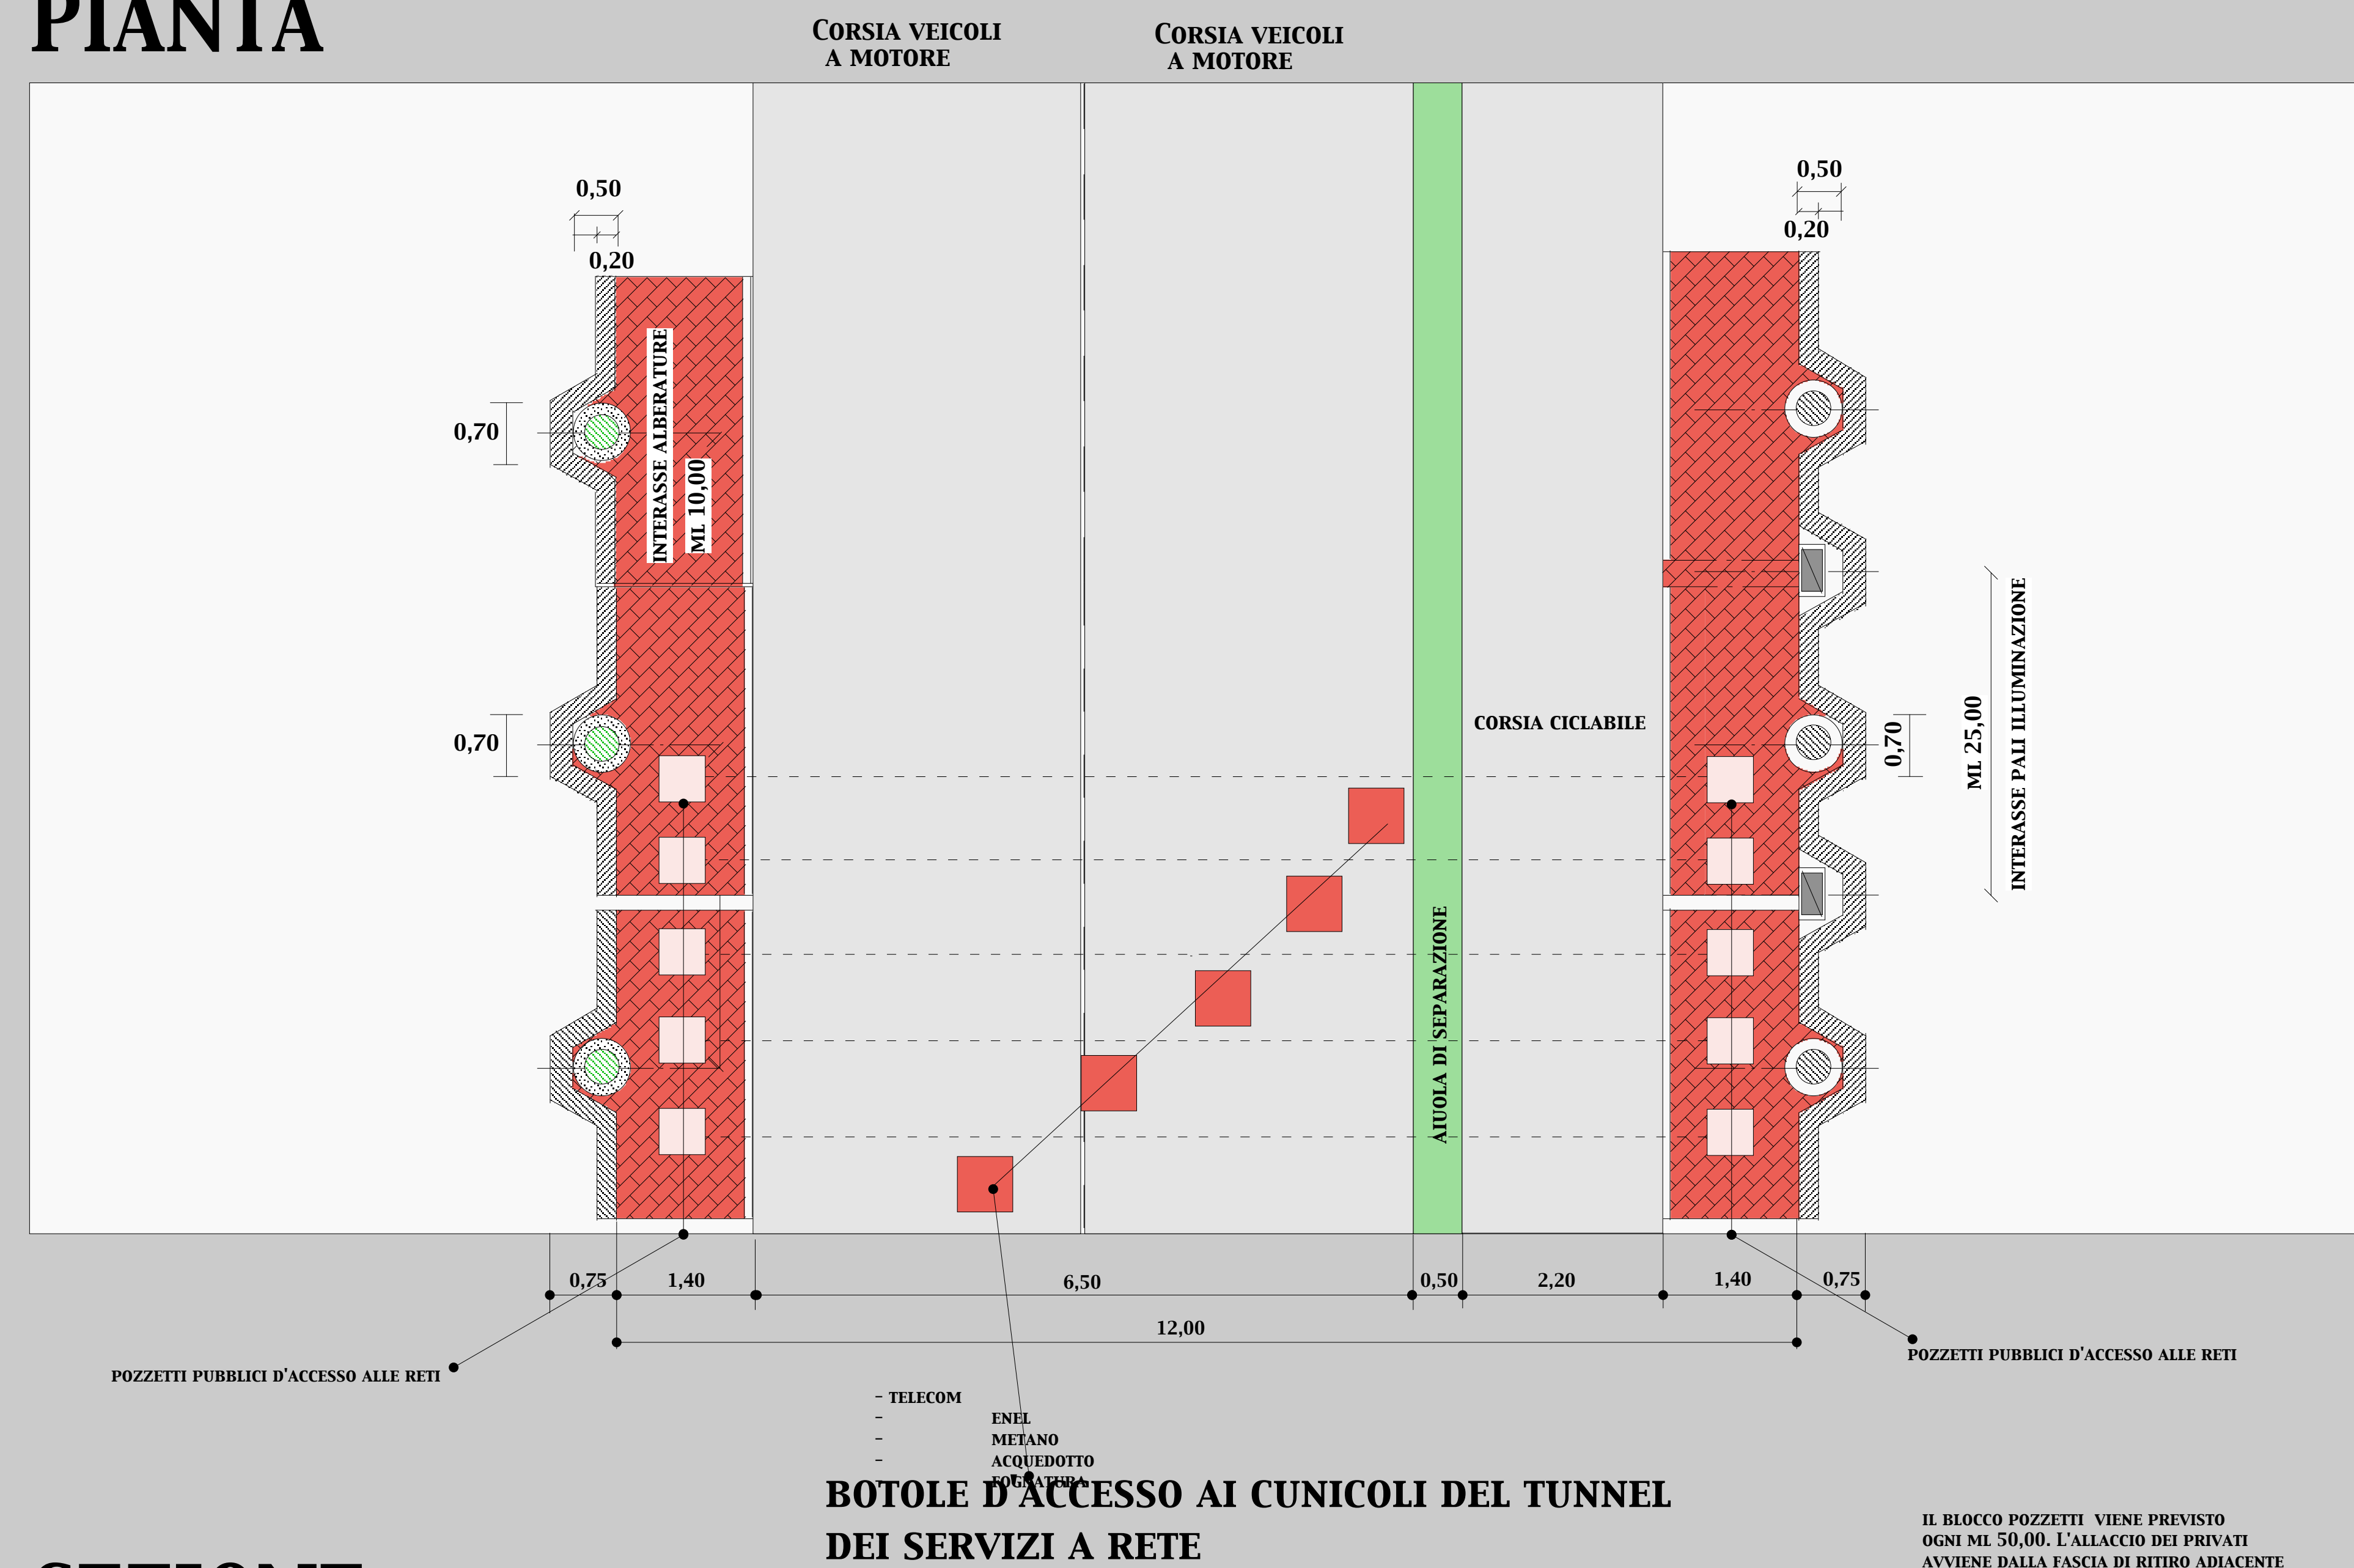 PIANTA
CORSIA VEICOLI
A MOTORE
CORSIA VEICOLI
A MOTORE
0,50
0,20
0,50
0,20
INTERASSE ALBERATURE
ML 10,00
0,70
0,70
CORSIA CICLABILE
AIUOLA DI SEPARAZIONE
0,70
ML 25,00
INTERASSE PALI ILLUMINAZIONE
0,75
1,40
6,50
0,50
2,20
1,40
0,75
12,00
POZZETTI PUBBLICI D'ACCESSO ALLE RETI
POZZETTI PUBBLICI D'ACCESSO ALLE RETI
- TELECOM
- ENEL
- METANO
- ACQUEDOTTO
- FOGNATURA
BOTOLE D'ACCESSO AI CUNICOLI DEL TUNNEL
DEI SERVIZI A RETE
IL BLOCCO POZZETTI VIENE PREVISTO
OGNI ML 50,00. L'ALLACCIO DEI PRIVATI
AVVIENE DALLA FASCIA DI RITIRO ADIACENTE